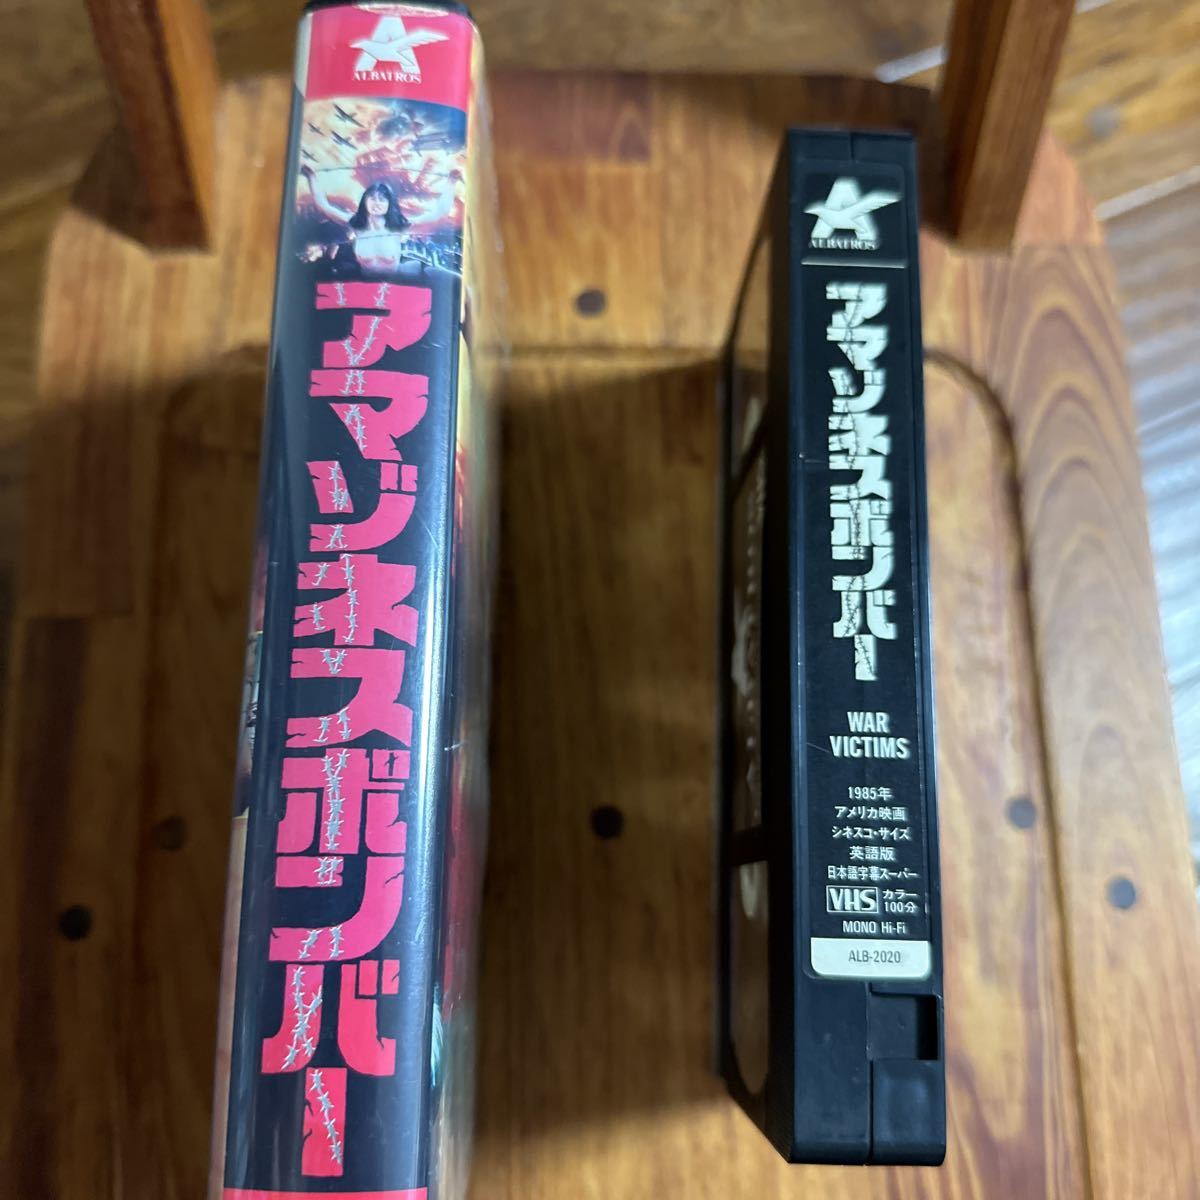 ALBATROS
アマゾネスボンバー
ALBATROS
アマゾネスボンバー
WAR
VICTIMS
1985年
アメリカ映画
シネスコ・サイズ
英語版
日本語字幕スーパー
VHS カラー
100分
MONO Hi-Fi
ALB-2020